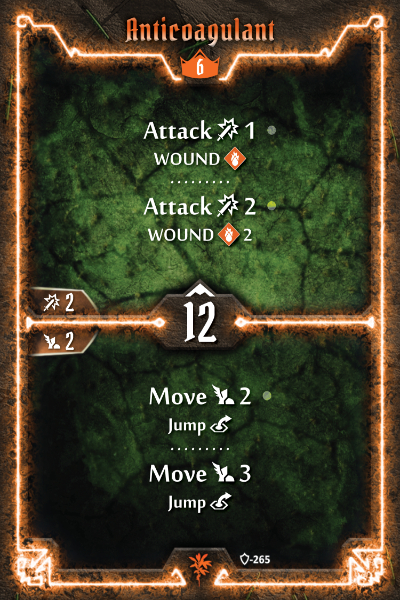 Anticoagulant
6
Attack 1
WOUND
Attack 2
WOUND 2
2
12
2
Move 2
Jump
Move 3
Jump
-265